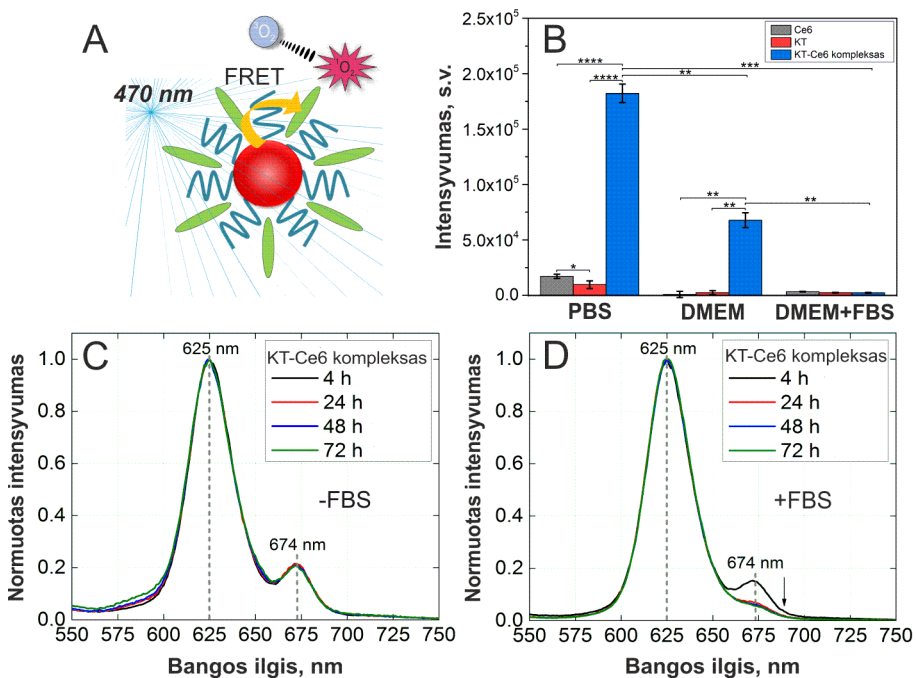 A
³O₂
¹O₂
FRET
470 nm
B
Intensyvumas, s.v.
2.5x10⁵
2.0x10⁵
1.5x10⁵
1.0x10⁵
5.0x10⁴
0.0
Ce6
KT
KT-Ce6 kompleksas
****
***
****
**
**
**
**
*
PBS
DMEM
DMEM+FBS
C
625 nm
KT-Ce6 kompleksas
4 h
24 h
48 h
72 h
-FBS
674 nm
Normuotas intensyvumas
1.0
0.8
0.6
0.4
0.2
0.0
550 575 600 625 650 675 700 750
Bangos ilgis, nm
D
625 nm
KT-Ce6 kompleksas
4 h
24 h
48 h
72 h
+FBS
674 nm
Normuotas intensyvumas
1.0
0.8
0.6
0.4
0.2
0.0
550 575 600 625 650 675 700 750
Bangos ilgis, nm